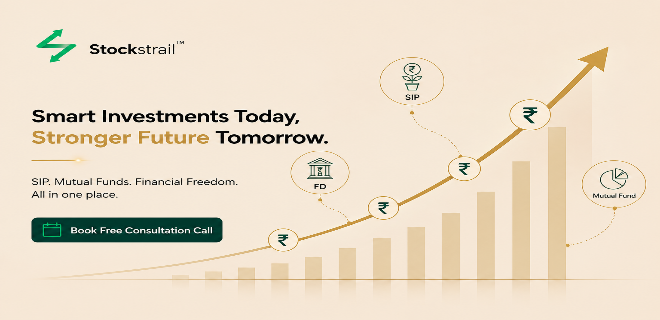 Stockstrail™
Smart Investments Today,
Stronger Future Tomorrow.
SIP. Mutual Funds. Financial Freedom.
All in one place.
Book Free Consultation Call
₹
SIP
₹
FD
₹
₹
₹
Mutual Fund